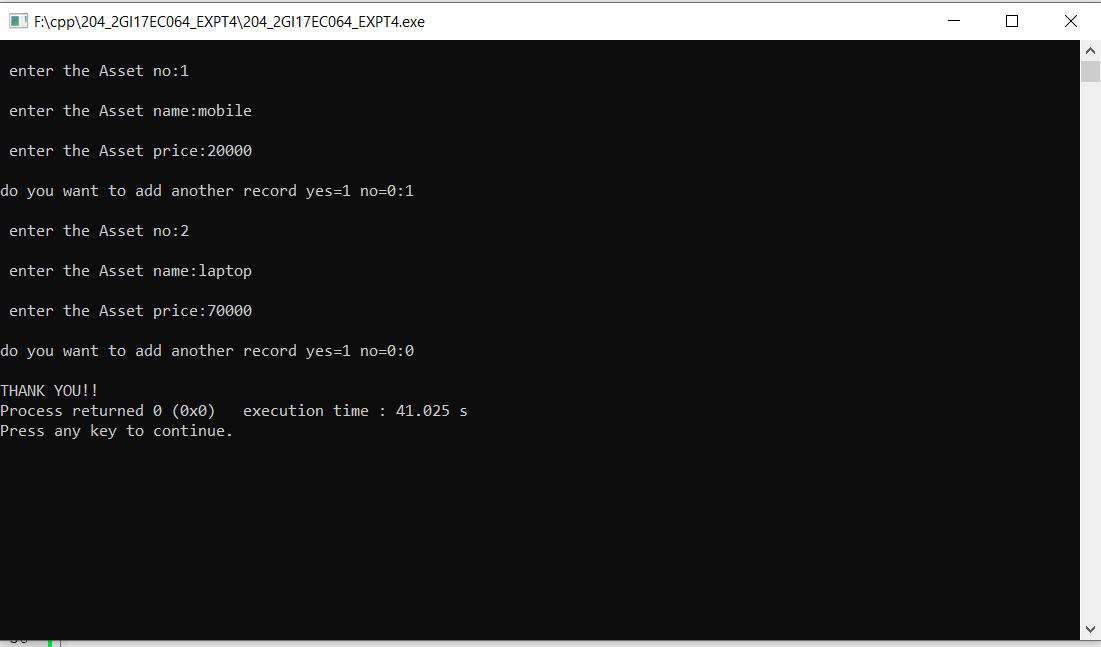 F:\cpp\204_2GI17EC064_EXPT4\204_2GI17EC064_EXPT4.exe
enter the Asset no:1
enter the Asset name:mobile
enter the Asset price:20000
do you want to add another record yes=1 no=0:1
enter the Asset no:2
enter the Asset name:laptop
enter the Asset price:70000
do you want to add another record yes=1 no=0:0
THANK YOU!!
Process returned 0 (0x0)   execution time : 41.025 s
Press any key to continue.